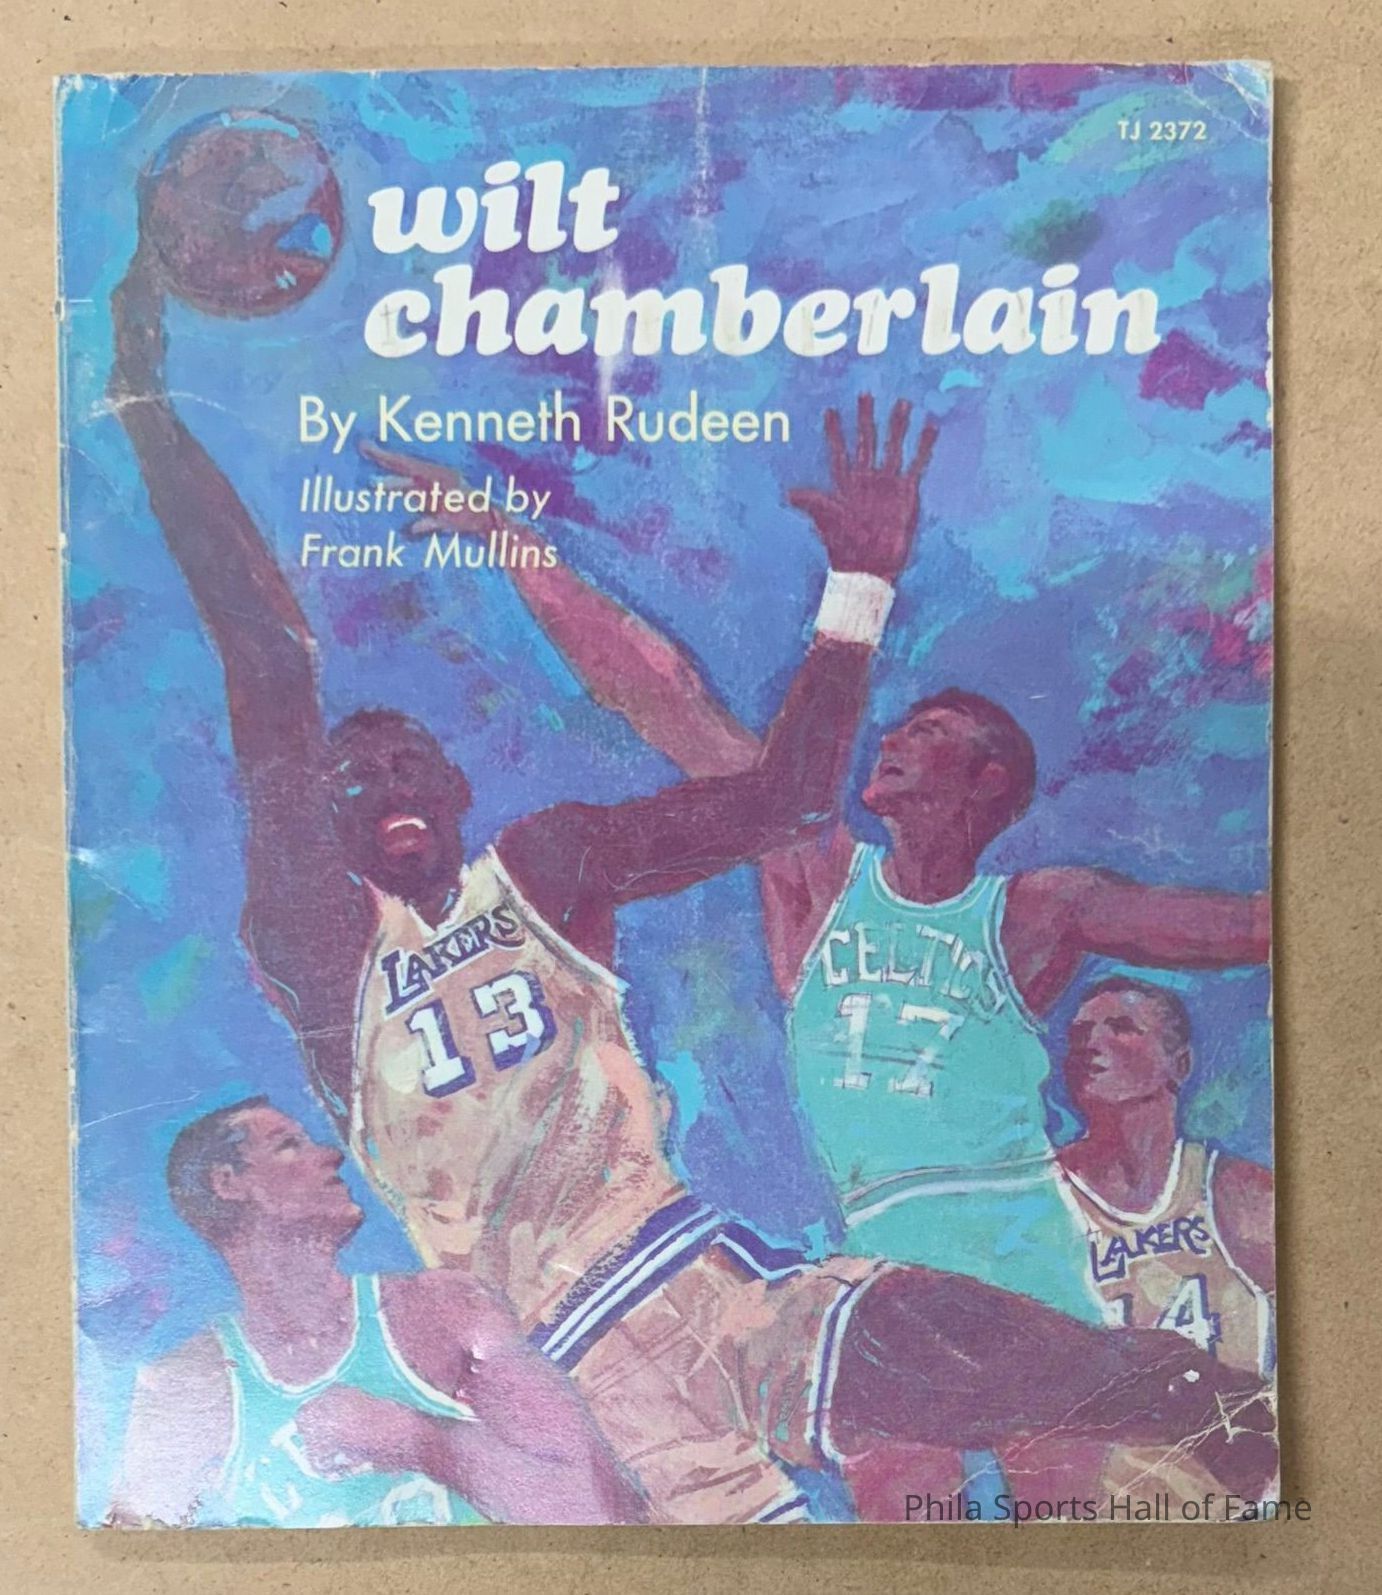 TJ 2372
wilt
chamberlain
By Kenneth Rudeen
Illustrated by
Frank Mullins
LAKERS
13
CELTICS
17
LAKERS
14
Phila Sports Hall of Fame